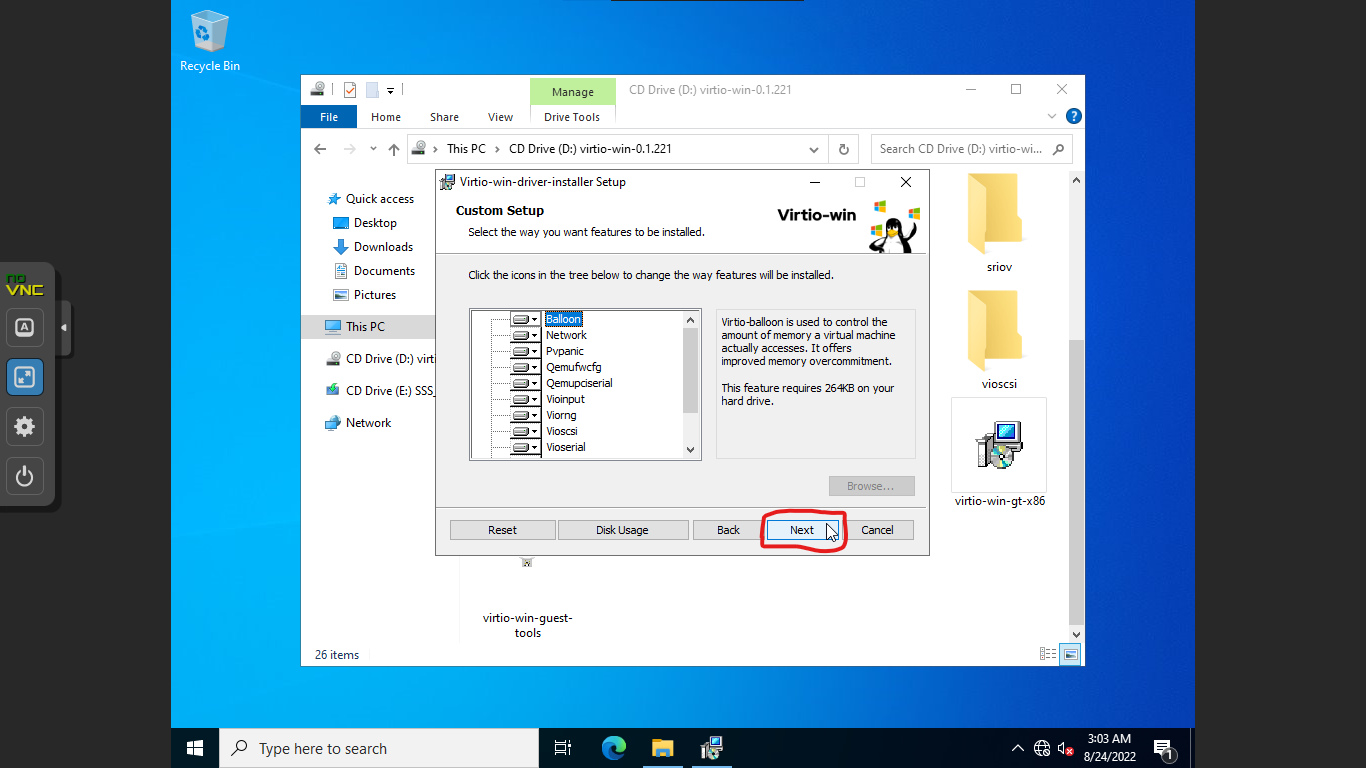 Recycle Bin
Manage
CD Drive (D:) virtio-win-0.1.221
File
Home
Share
View
Drive Tools
?
This PC
CD Drive (D:) virtio-win-0.1.221
Search CD Drive (D:) virtio-wi...
Quick access
Desktop
Downloads
Documents
Pictures
This PC
CD Drive (D:) virti
CD Drive (E:) SSS_
Network
Virtio-win-driver-installer Setup
Custom Setup
Select the way you want features to be installed.
Virtio-win
Click the icons in the tree below to change the way features will be installed.
Balloon
Network
Pvpanic
Qemufwcfg
Qemupciserial
Vioinput
Viorng
Vioscsi
Vioserial
Virtio-balloon is used to control the
amount of memory a virtual machine
actually accesses. It offers
improved memory overcommitment.
This feature requires 264KB on your
hard drive.
Browse...
Reset
Disk Usage
Back
Next
Cancel
sriov
vioscsi
virtio-win-gt-x86
virtio-win-guest-
tools
26 items
no
VNC
A
Type here to search
3:03 AM
8/24/2022
1